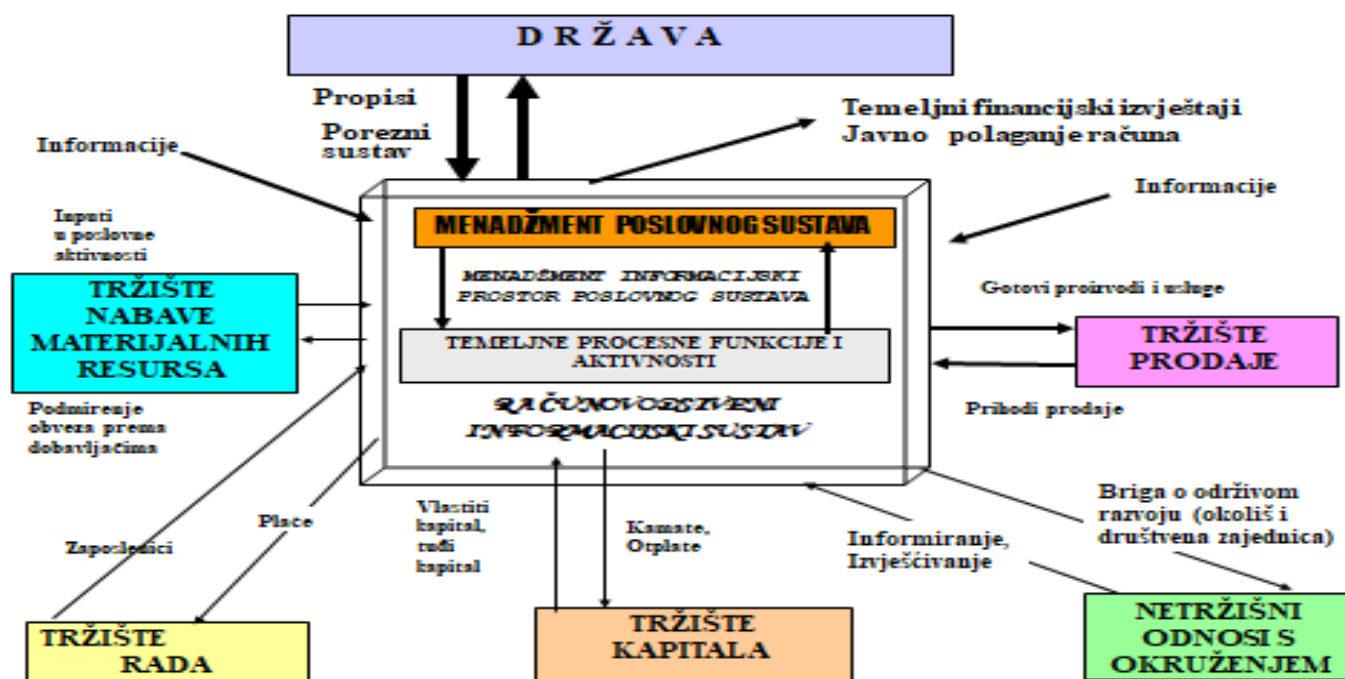 D R Ž A V A
Propisi
Porezni
sustav
Temeljni financijski izvještaji
Javno polaganje računa
Informacije
Informacije
Inputi
u poslovne
aktivnosti
MENADŽMENT POSLOVNOG SUSTAVA
MENADŠMENT INFORMACIJSKI
PROSTOR POSLOVNOG SUSTAVA
TRŽIŠTE
NABAVE
MATERIJALNIH
RESURSA
Gotovi proizvodi i usluge
TEMELJNE PROCESNE FUNKCIJE I
AKTIVNOSTI
TRŽIŠTE
PRODAJE
Podmirenje
obveza prema
dobavljačima
RAČUNOVODSTVENI
INFORMACIJSKI SUSTAV
Prihodi prodaje
Zaposlenici
Plaće
Vlastiti
kapital,
tuđi
kapital
Kamate,
Otplate
Informiranje,
Izvješćivanje
Briga o održivom
razvoju (okoliš i
društvena zajednica)
TRŽIŠTE
RADA
TRŽIŠTE
KAPITALA
NETRŽIŠNI
ODNOSI S
OKRUŽENJEM